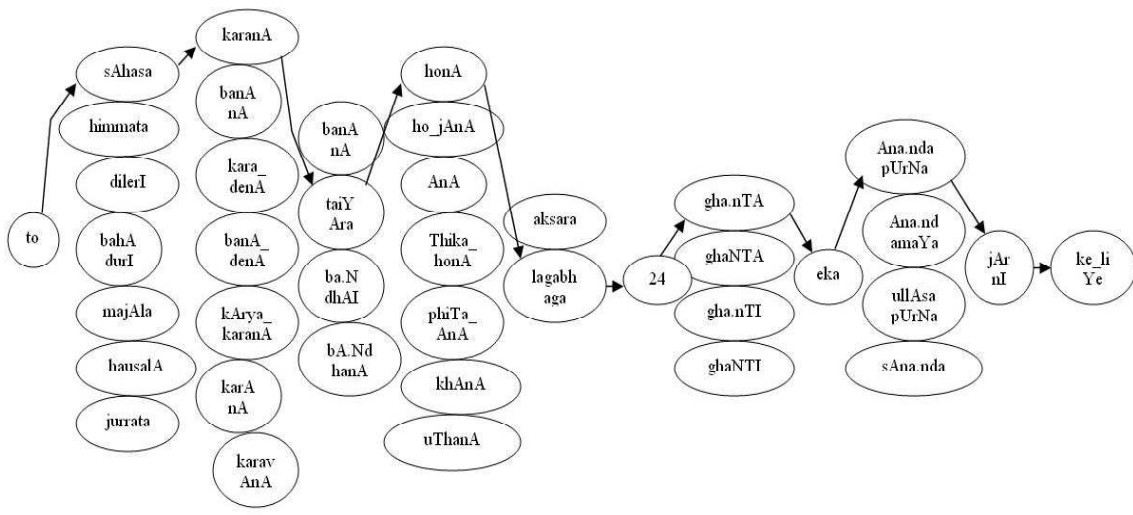 to
sAhasa
himmata
dilerI
bahA
durI
majAla
hausalA
jurrata
karanA
banA
nA
kara_
denA
banA_
denA
kArya_
karanA
karA
nA
karav
AnA
banA
nA
taiY
Ara
ba.N
dhAI
bA.Nd
hanA
honA
ho_jAnA
AnA
Thika_
honA
phiTa_
AnA
khAnA
uThanA
aksara
lagabh
aga
24
gha.nTA
ghaNTA
gha.nTI
ghaNTI
eka
Ana.nda
pUrNa
Ana.nd
amaYa
ullAsa
pUrNa
sAna.nda
jAr
nI
ke_li
Ye